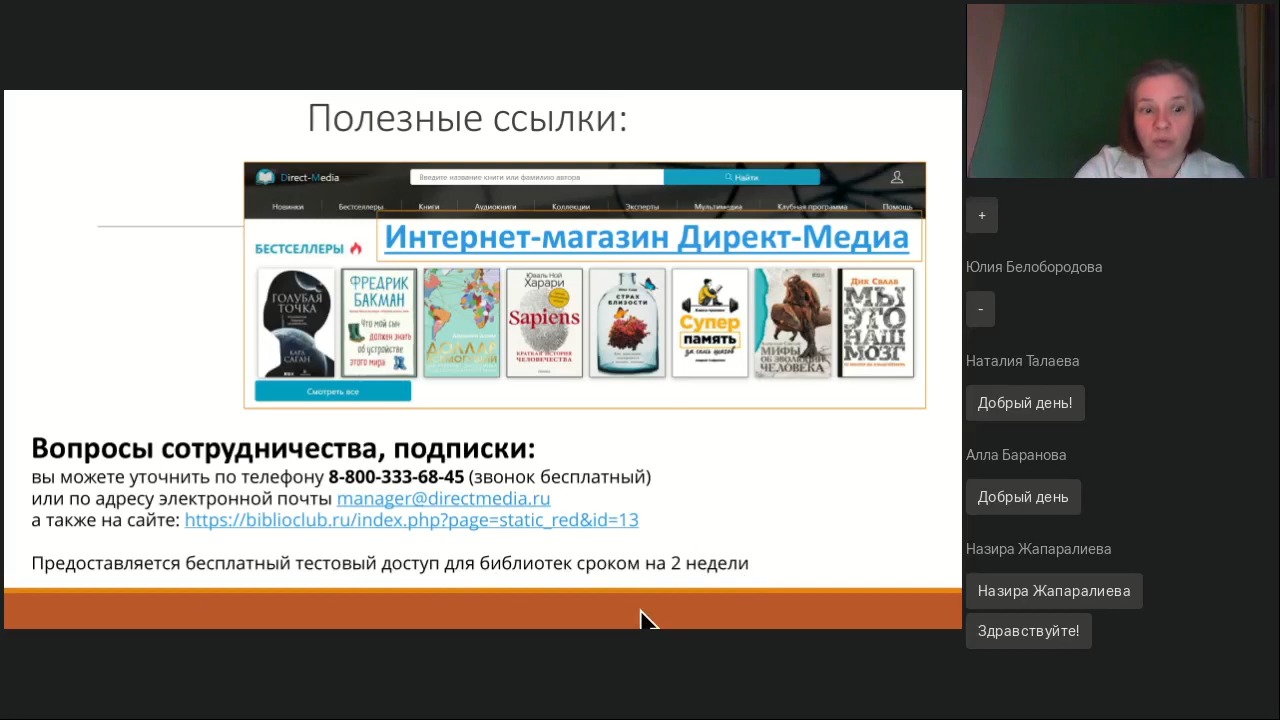 Полезные ссылки:
Direct-Media
Введите название книги или фамилию автора
Найти
Новинки
Бестселлеры
Книги
Аудиокниги
Коллекции
Эксперты
Мультимедиа
Клубная программа
Помощь
БЕСТСЕЛЛЕРЫ
Интернет-магазин Директ-Медиа
ГОЛУБАЯ
ТОЧКА
КАРЛ
САГАН
ФРЕДРИК
БАКМАН
Что мой сын
должен знать
об устройстве
этого мира
Юваль Ной
Харари
Sapiens
КРАТКАЯ ИСТОРИЯ
ЧЕЛОВЕЧЕСТВА
СТРАХ
БЛИЗОСТИ
Супер
память
МИФЫ
ОБ ЭВОЛЮЦИИ
ЧЕЛОВЕКА
ДИК СВААБ
МЫ
ЭТО
НАШ
МОЗГ
Смотреть все
Вопросы сотрудничества, подписки:
вы можете уточнить по телефону 8-800-333-68-45 (звонок бесплатный)
или по адресу электронной почты manager@directmedia.ru
а также на сайте: https://biblioclub.ru/index.php?page=static_red&id=13
Предоставляется бесплатный тестовый доступ для библиотек сроком на 2 недели
+
Юлия Белобородова
-
Наталия Талаева
Добрый день!
Алла Баранова
Добрый день
Назира Жапаралиева
Назира Жапаралиева
Здравствуйте!